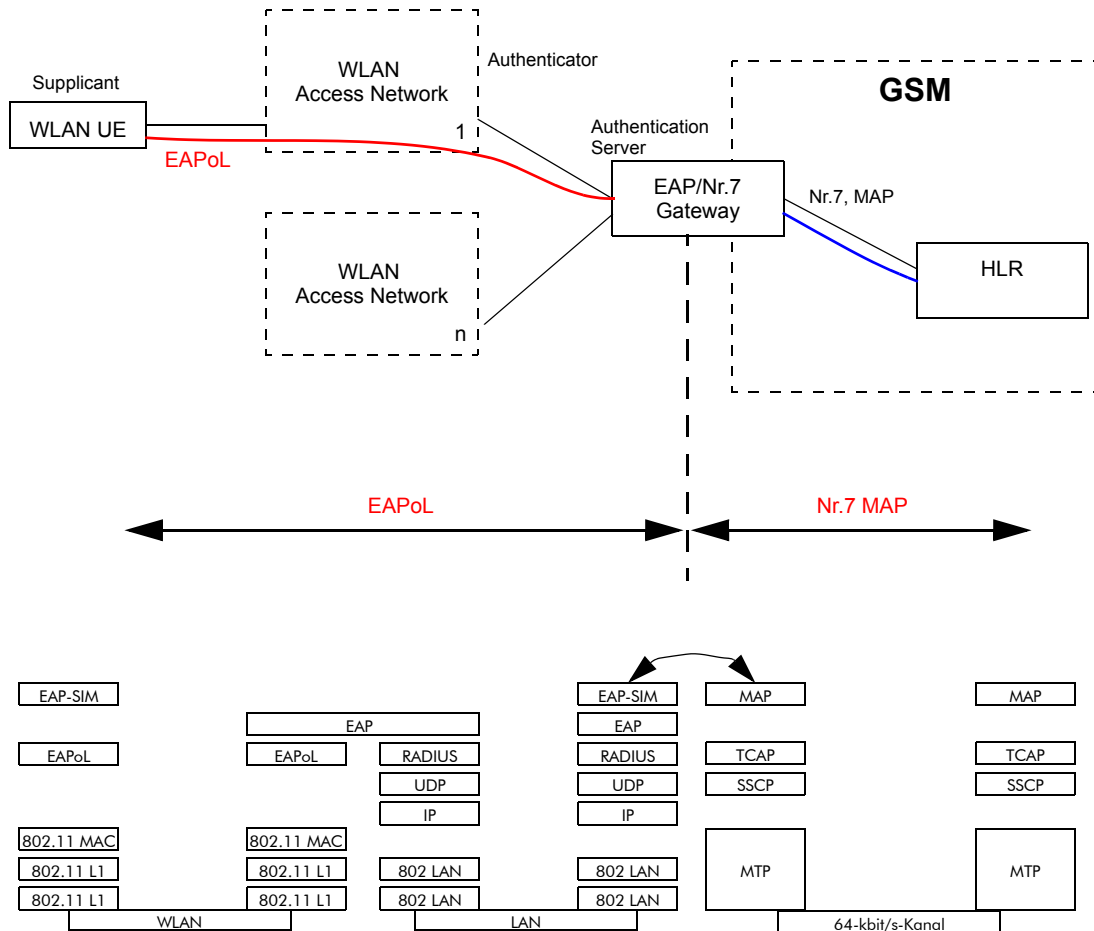 Supplicant
WLAN UE
EAPoL
WLAN
Access Network
1
Authenticator
WLAN
Access Network
n
Authentication
Server
EAP/Nr.7
Gateway
GSM
Nr.7, MAP
HLR
EAPoL
Nr.7 MAP
EAP-SIM
EAP-SIM
MAP
MAP
EAP
EAP
EAPoL
EAPoL
RADIUS
RADIUS
TCAP
TCAP
UDP
UDP
SSCP
SSCP
IP
IP
802.11 MAC
802.11 MAC
MTP
MTP
802.11 L1
802.11 L1
802 LAN
802 LAN
802.11 L1
802.11 L1
802 LAN
802 LAN
WLAN
LAN
64-kbit/s-Kanal